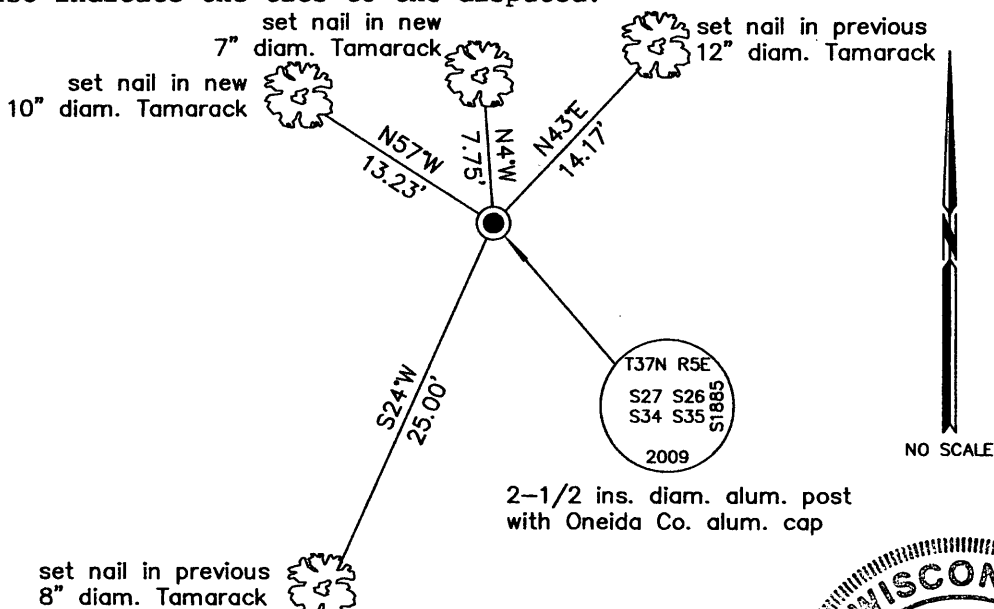 set nail in new
7" diam. Tamarack
set nail in previous
12" diam. Tamarack
set nail in new
10" diam. Tamarack
N57°W
13.23'
N4°W
7.75'
N43°E
14.17'
S24°W
25.00'
N
NO SCALE
T37N R5E
S27 S26
S34 S35
S1885
2009
2-1/2 ins. diam. alum. post
with Oneida Co. alum. cap
set nail in previous
8" diam. Tamarack